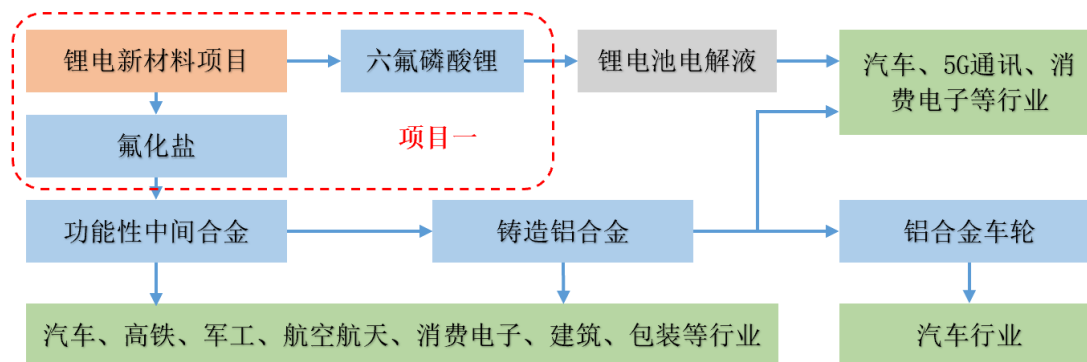 锂电新材料项目
六氟磷酸锂
锂电池电解液
汽车、5G通讯、消
费电子等行业
氟化盐
项目一
功能性中间合金
铸造铝合金
铝合金车轮
汽车、高铁、军工、航空航天、消费电子、建筑、包装等行业
汽车行业